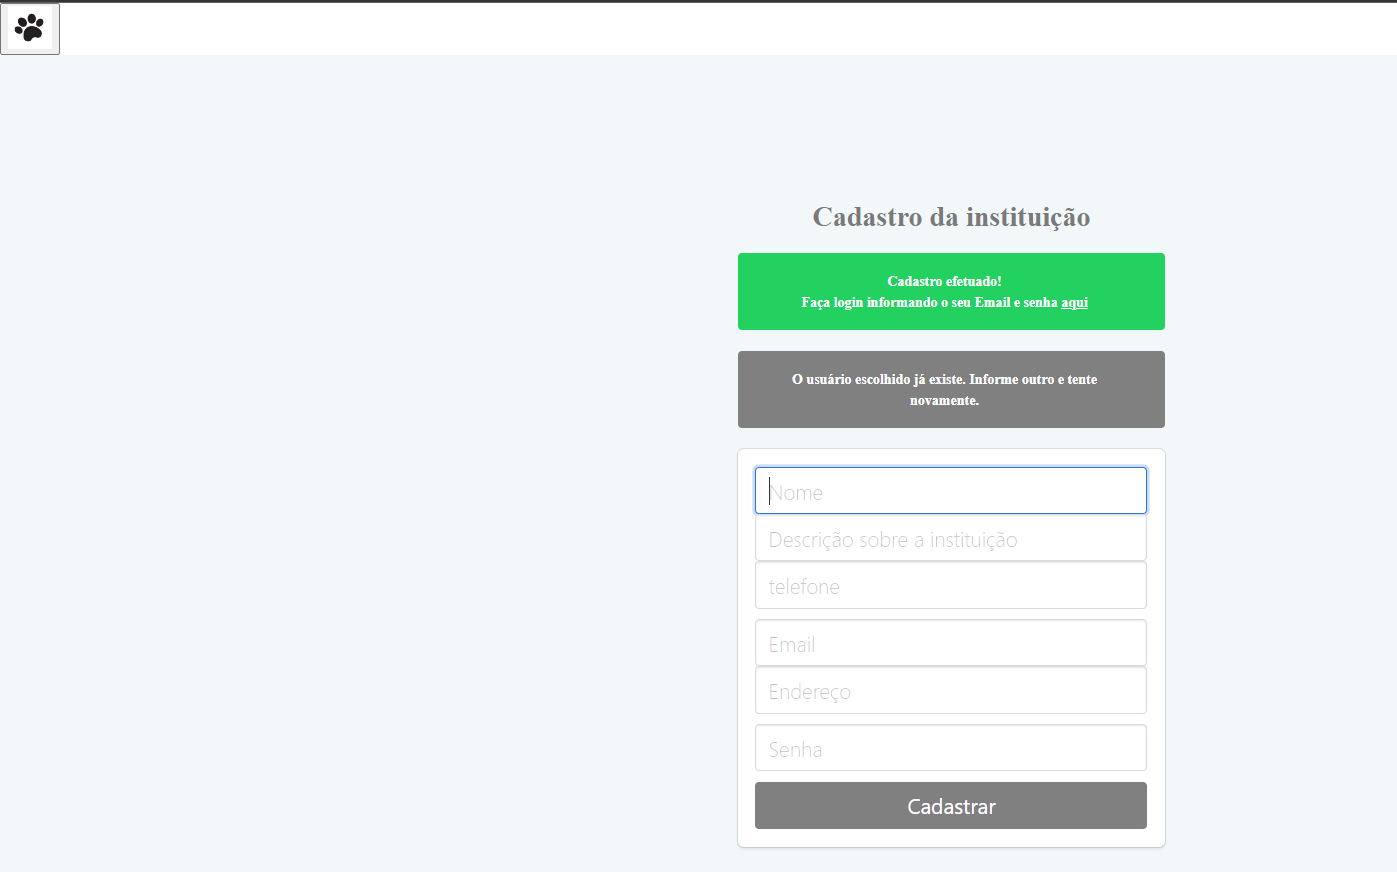 Cadastro da instituição
Cadastro efetuado!
Faça login informando o seu Email e senha aqui
O usuário escolhido já existe. Informe outro e tente
novamente.
Nome
Descrição sobre a instituição
telefone
Email
Endereço
Senha
Cadastrar